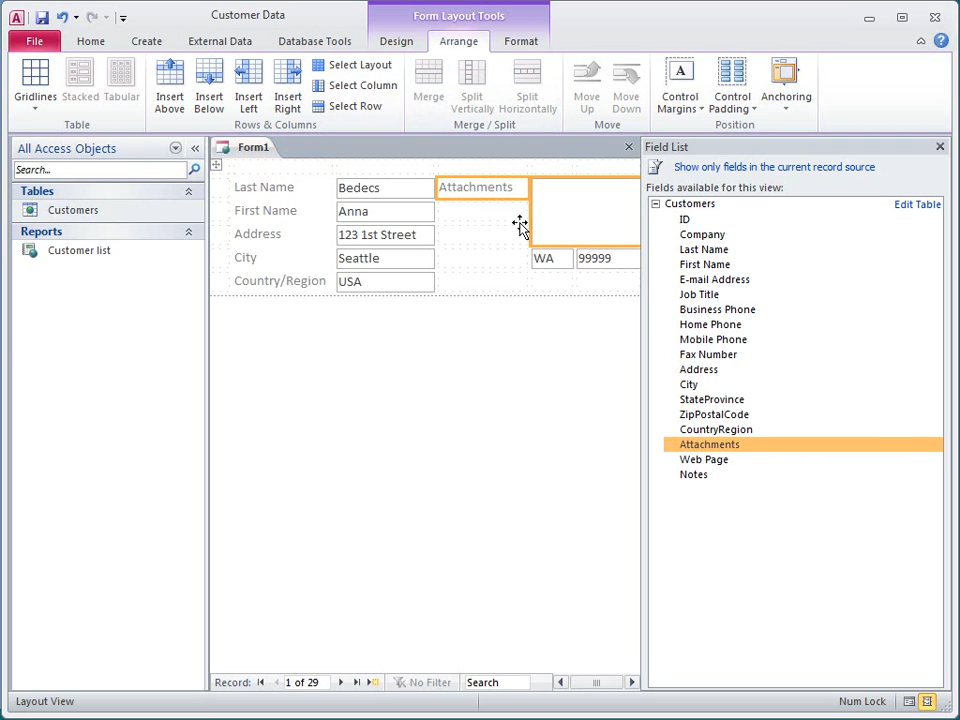 Customer Data
Form Layout Tools
File Home Create External Data Database Tools Design Arrange Format
Gridlines
Stacked
Tabular
Table
Insert Above
Insert Below
Insert Left
Insert Right
Select Layout
Select Column
Select Row
Rows & Columns
Merge
Split Vertically
Split Horizontally
Merge / Split
Move Up
Move Down
Move
Control Margins
Control Padding
Anchoring
Position
All Access Objects
Search...
Tables
Customers
Reports
Customer list
Form1
Last Name Bedecs Attachments
First Name Anna
Address 123 1st Street
City Seattle WA 99999
Country/Region USA
Record: 1 of 29 No Filter Search
Field List
Show only fields in the current record source
Fields available for this view:
Customers Edit Table
ID
Company
Last Name
First Name
E-mail Address
Job Title
Business Phone
Home Phone
Mobile Phone
Fax Number
Address
City
StateProvince
ZipPostalCode
CountryRegion
Attachments
Web Page
Notes
Layout View Num Lock